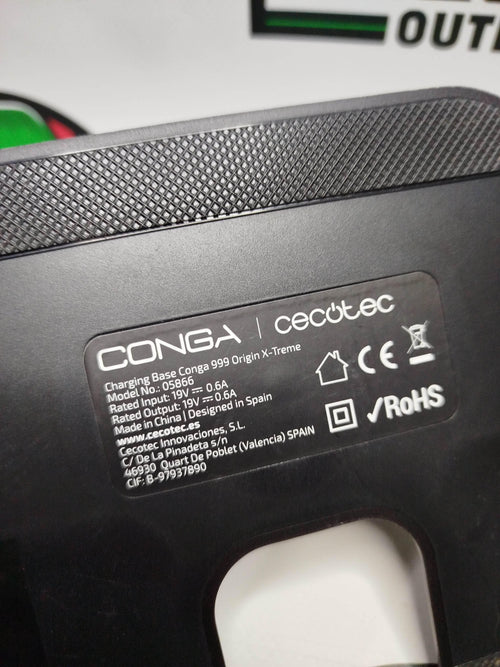 OUT
CONGA | cecotec
Charging Base Conga 999 Origin X-Treme
Model No.: 05866
Rated Input: 19V ⎓ 0.6A
Rated Output: 19V ⎓ 0.6A
Made in China | Designed in Spain
www.cecotec.es
Cecotec Innovaciones, S.L.
C/ De La Pinadeta s/n
46930 Quart De Poblet (Valencia) SPAIN
CIF: B-97937890
CE
✓RoHS